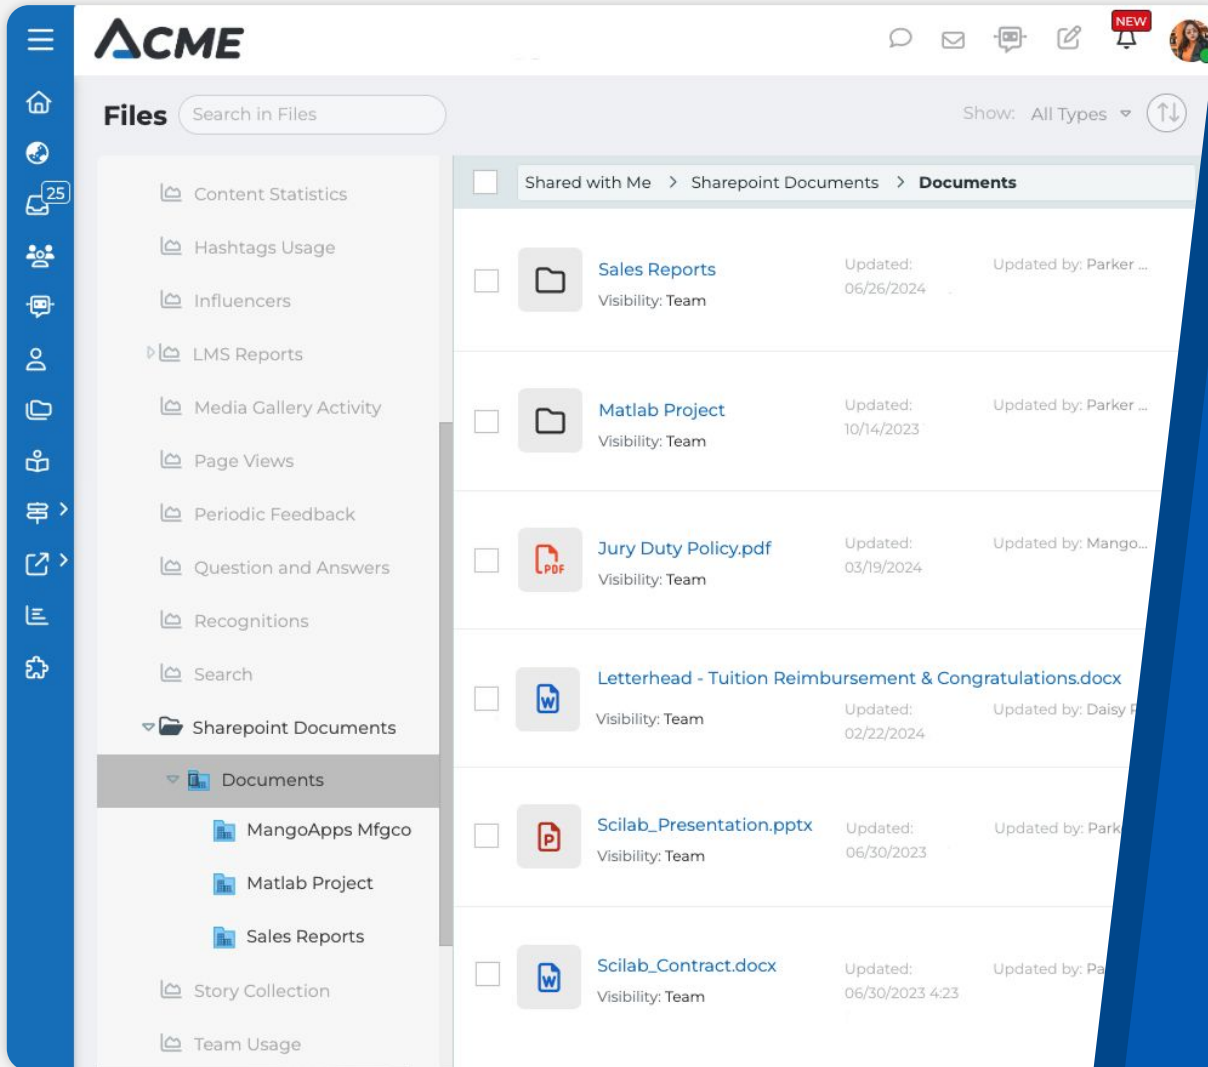 ACME
NEW
25
Files
Search in Files
Show: All Types
Content Statistics
Hashtags Usage
Influencers
LMS Reports
Media Gallery Activity
Page Views
Periodic Feedback
Question and Answers
Recognitions
Search
Sharepoint Documents
Documents
MangoApps Mfgco
Matlab Project
Sales Reports
Story Collection
Team Usage
Shared with Me > Sharepoint Documents > Documents
Sales Reports
Visibility: Team
Updated:
06/26/2024
Updated by: Parker ...
Matlab Project
Visibility: Team
Updated:
10/14/2023
Updated by: Parker ...
PDF
Jury Duty Policy.pdf
Visibility: Team
Updated:
03/19/2024
Updated by: Mango...
W
Letterhead - Tuition Reimbursement & Congratulations.docx
Visibility: Team
Updated:
02/22/2024
Updated by: Daisy
P
Scilab_Presentation.pptx
Visibility: Team
Updated:
06/30/2023
Updated by: Park
W
Scilab_Contract.docx
Visibility: Team
Updated:
06/30/2023 4:23
Updated by: Pa